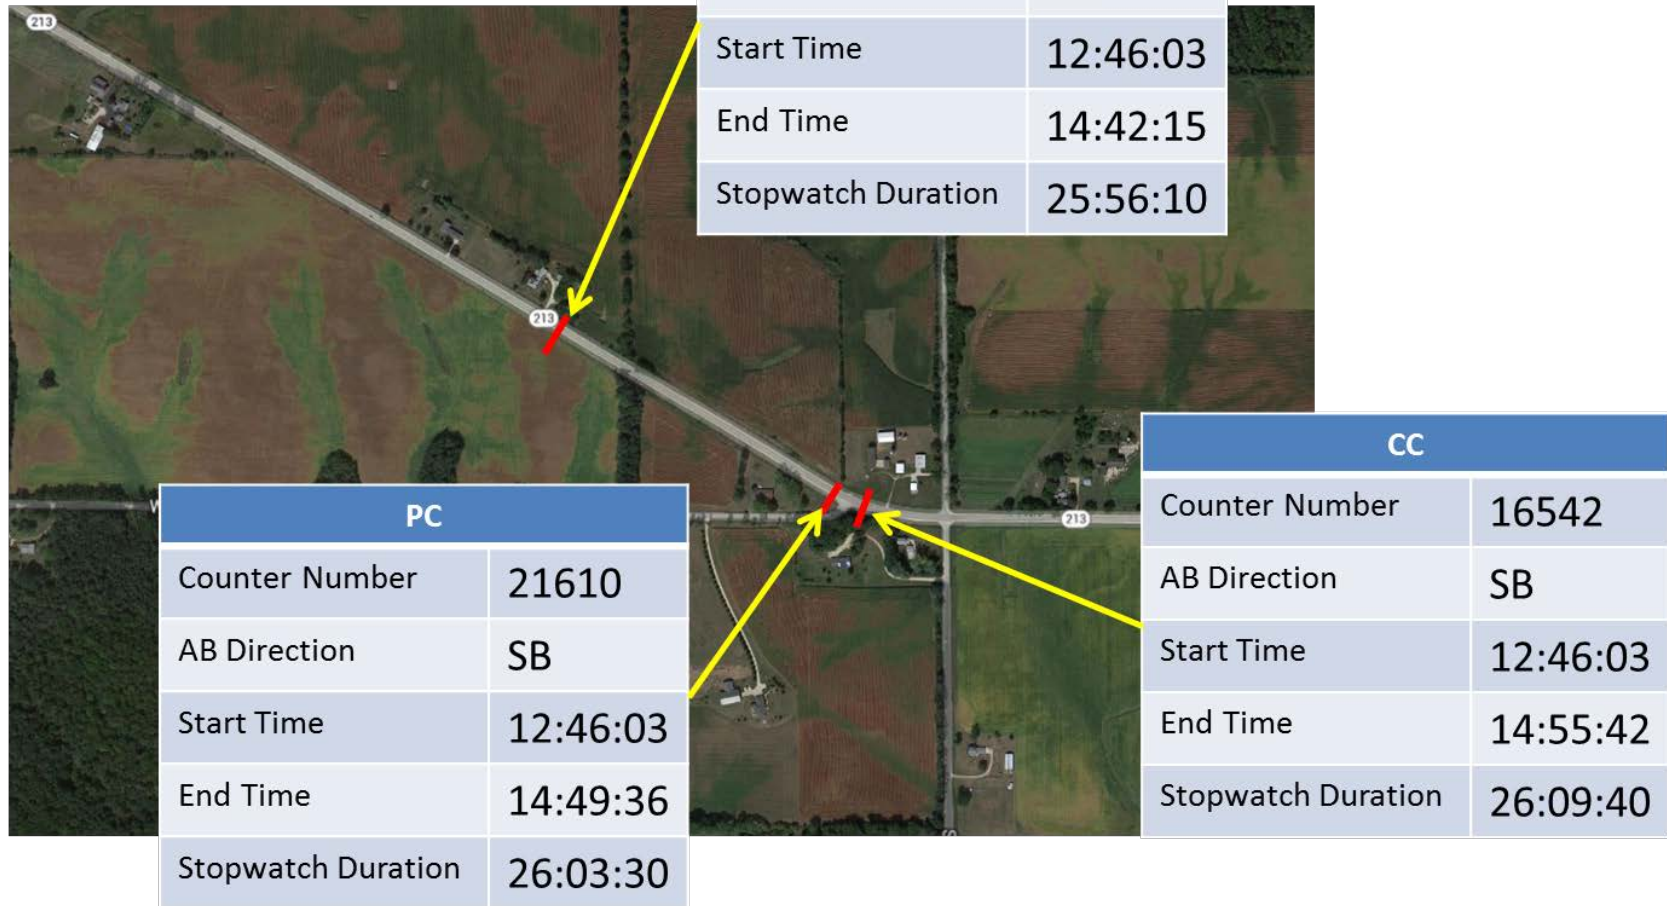 213
Start Time 12:46:03
End Time 14:42:15
Stopwatch Duration 25:56:10
213
CC
Counter Number 16542
AB Direction SB
Start Time 12:46:03
End Time 14:55:42
Stopwatch Duration 26:09:40
213
PC
Counter Number 21610
AB Direction SB
Start Time 12:46:03
End Time 14:49:36
Stopwatch Duration 26:03:30